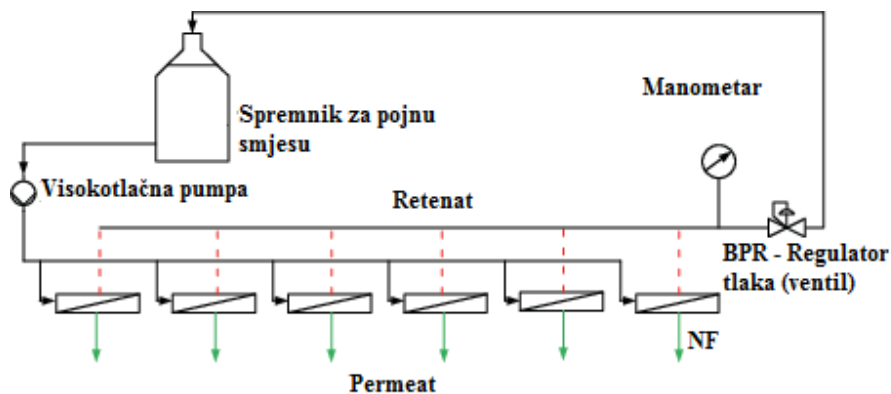 Manometar
Spremnik za pojnu
smjesu
Visokotlačna pumpa
Retenat
BPR - Regulator
tlaka (ventil)
NF
Permeat